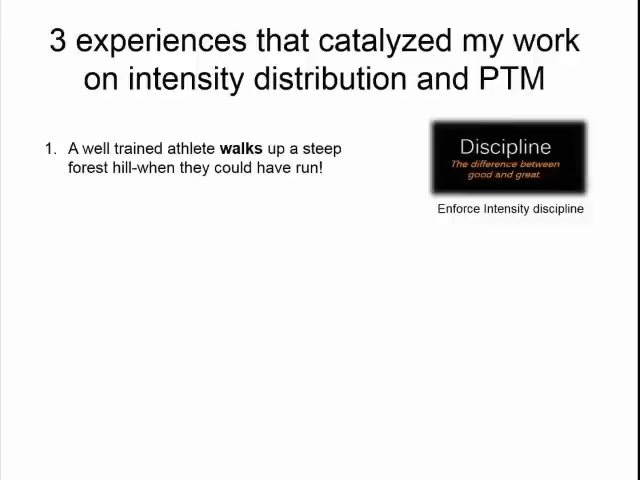 3 experiences that catalyzed my work
on intensity distribution and PTM
1. A well trained athlete walks up a steep
forest hill-when they could have run!
Discipline
The difference between
good and great
Enforce Intensity discipline